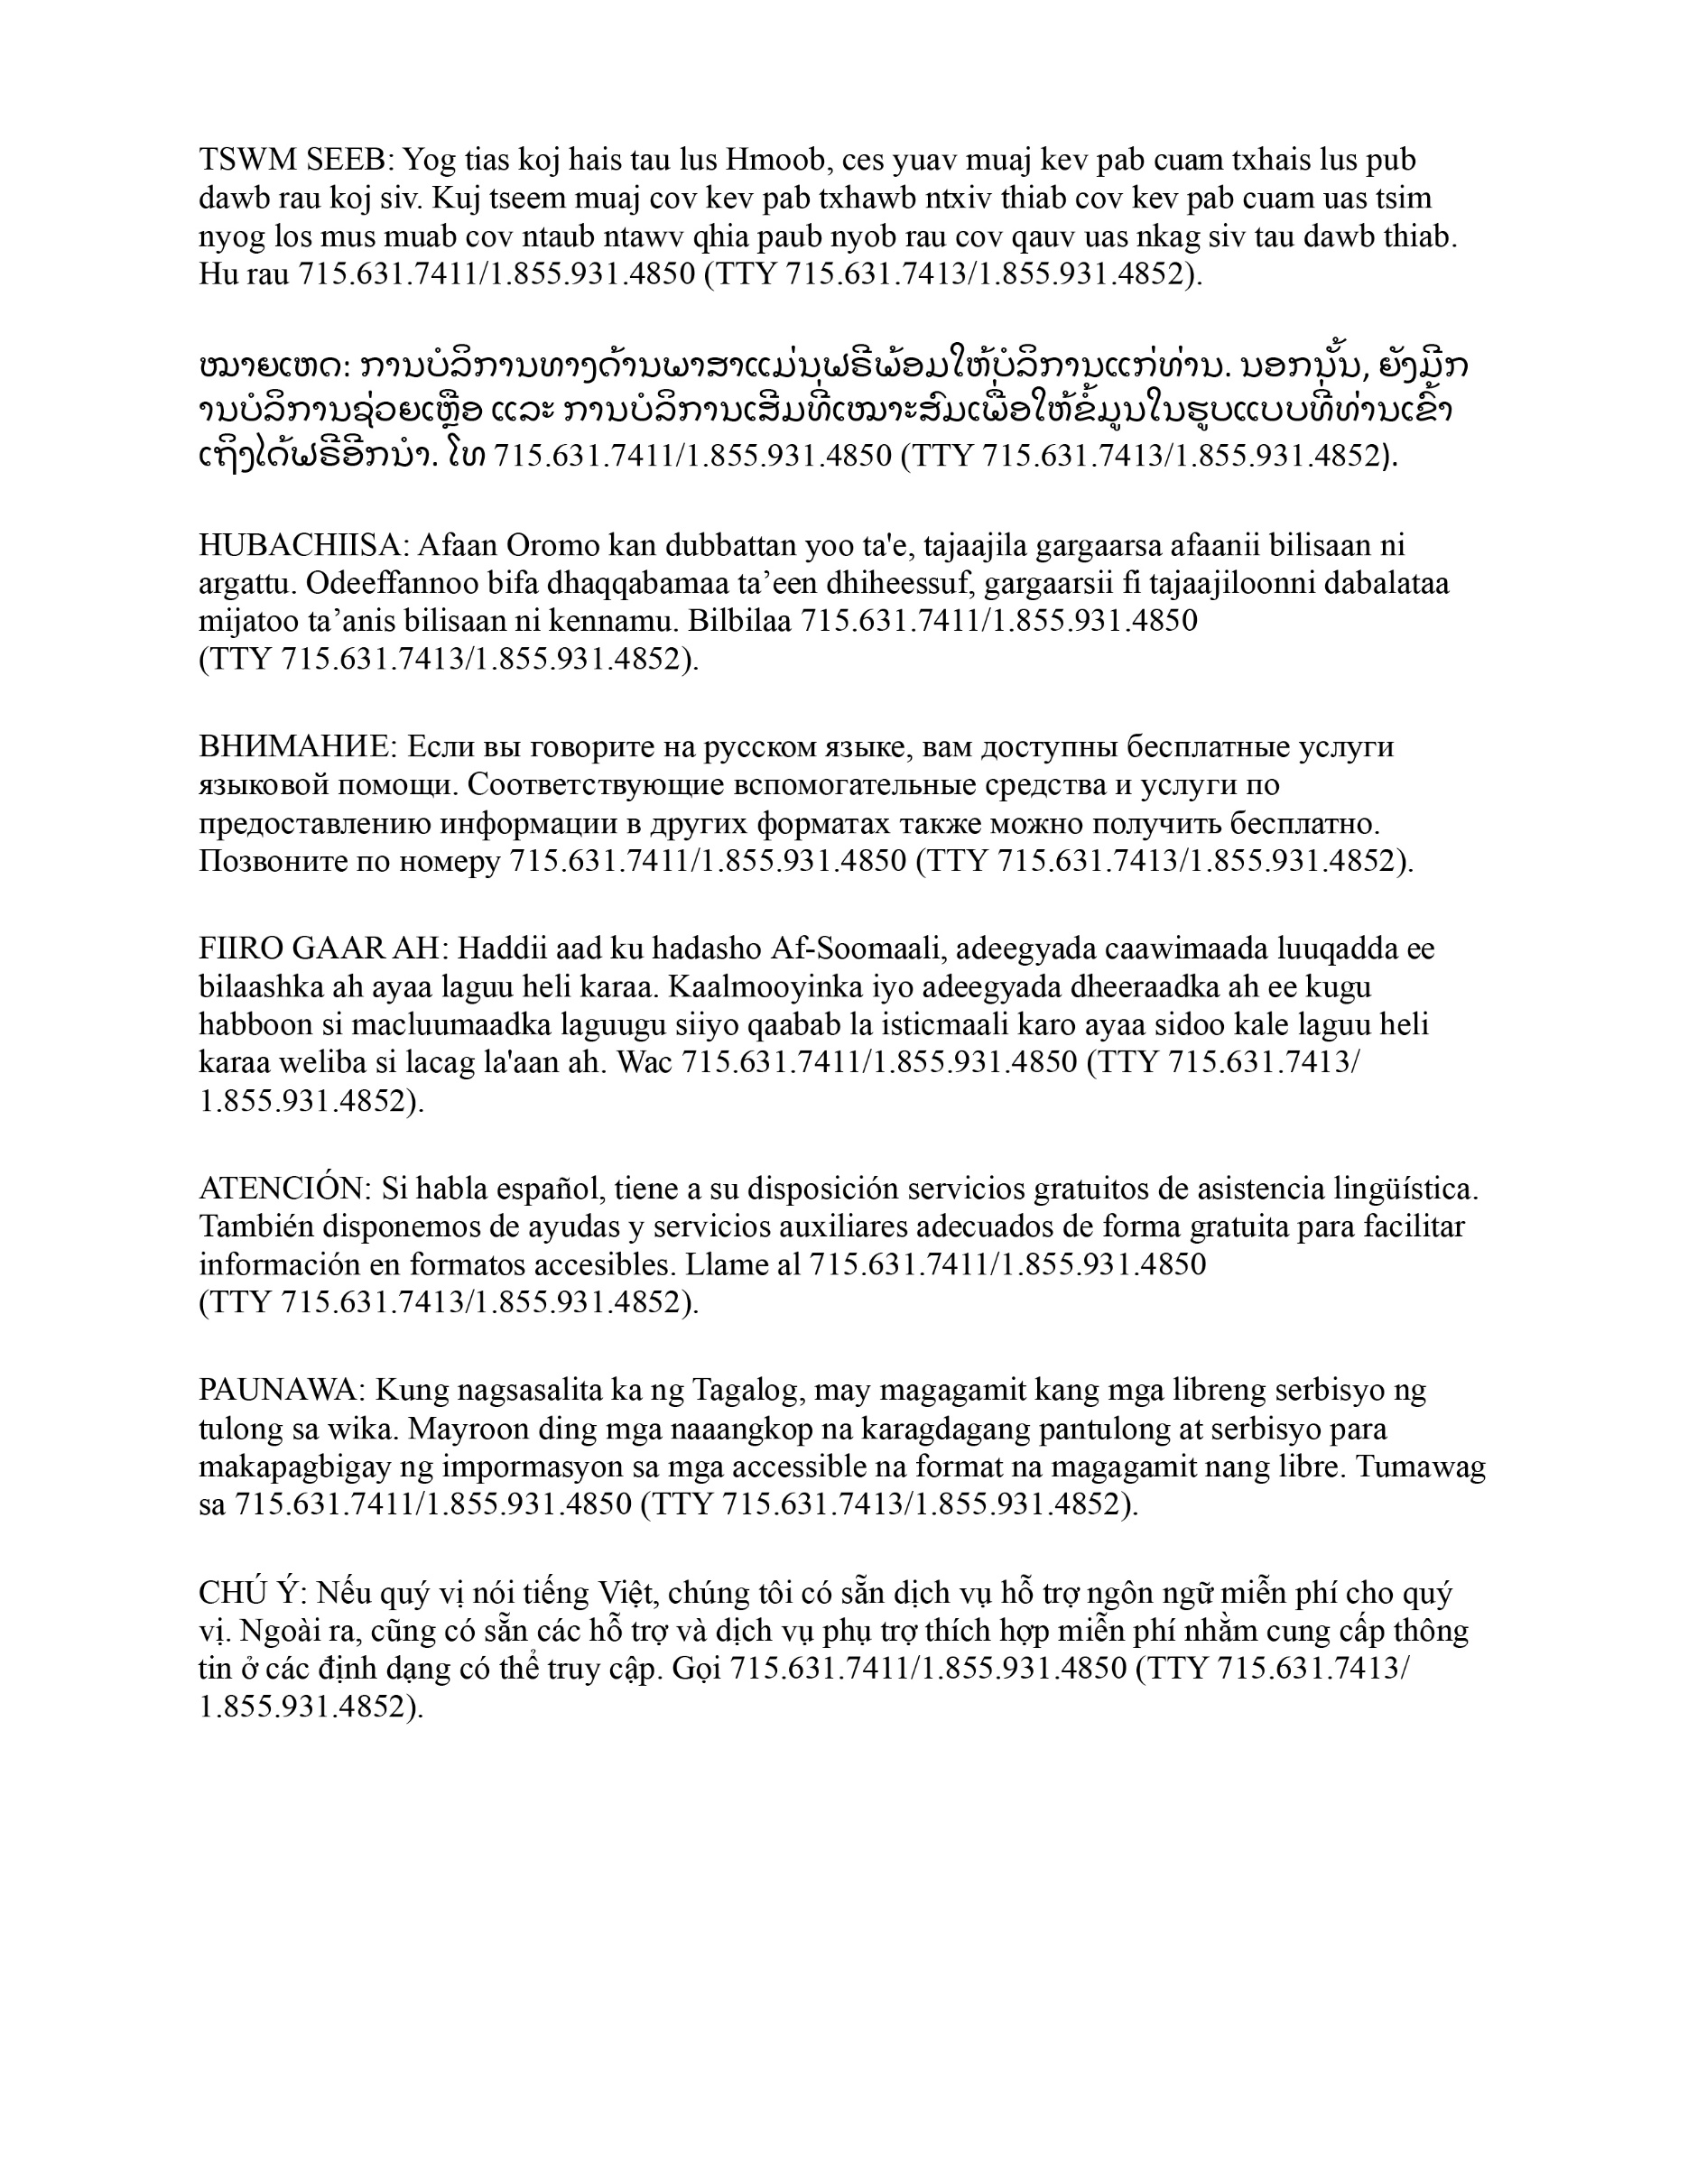 TSWM SEEB: Yog tias koj hais tau lus Hmoob, ces yuav muaj kev pab cuam txhais lus pub
dawb rau koj siv. Kuj tseem muaj cov kev pab txhawb ntxiv thiab cov kev pab cuam uas tsim
nyog los mus muab cov ntaub ntawv qhia paub nyob rau cov qauv uas nkag siv tau dawb thiab.
Hu rau 715.631.7411/1.855.931.4850 (TTY 715.631.7413/1.855.931.4852).
ໝາຍເຫດ: ການບໍລິການທາງດ້ານພາສາແມ່ນຟຣີພ້ອມໃຫ້ບໍລິການແກ່ທ່ານ. ນອກນັ້ນ, ຍັງມີກ
ານບໍລິການຊ່ວຍເຫຼືອ ແລະ ການບໍລິການເສີມທີ່ເໝາະສົມເພື່ອໃຫ້ຂໍ້ມູນໃນຮູບແບບທີ່ທ່ານເຂົ້າ
ເຖິງໄດ້ຟຣີອີກນຳ. ໂທ 715.631.7411/1.855.931.4850 (TTY 715.631.7413/1.855.931.4852).
HUBACHIISA: Afaan Oromo kan dubbattan yoo ta'e, tajaajila gargaarsa afaanii bilisaan ni
argattu. Odeeffannoo bifa dhaqqabamaa ta’een dhiheessuf, gargaarsii fi tajaajiloonni dabalataa
mijatoo ta’anis bilisaan ni kennamu. Bilbilaa 715.631.7411/1.855.931.4850
(TTY 715.631.7413/1.855.931.4852).
ВНИМАНИЕ: Если вы говорите на русском языке, вам доступны бесплатные услуги
языковой помощи. Соответствующие вспомогательные средства и услуги по
предоставлению информации в других форматах также можно получить бесплатно.
Позвоните по номеру 715.631.7411/1.855.931.4850 (TTY 715.631.7413/1.855.931.4852).
FIIRO GAAR AH: Haddii aad ku hadasho Af-Soomaali, adeegyada caawimaada luuqadda ee
bilaashka ah ayaa laguu heli karaa. Kaalmooyinka iyo adeegyada dheeraadka ah ee kugu
habboon si macluumaadka laguugu siiyo qaabab la isticmaali karo ayaa sidoo kale laguu heli
karaa weliba si lacag la'aan ah. Wac 715.631.7411/1.855.931.4850 (TTY 715.631.7413/
1.855.931.4852).
ATENCIÓN: Si habla español, tiene a su disposición servicios gratuitos de asistencia lingüística.
También disponemos de ayudas y servicios auxiliares adecuados de forma gratuita para facilitar
información en formatos accesibles. Llame al 715.631.7411/1.855.931.4850
(TTY 715.631.7413/1.855.931.4852).
PAUNAWA: Kung nagsasalita ka ng Tagalog, may magagamit kang mga libreng serbisyo ng
tulong sa wika. Mayroon ding mga naaangkop na karagdagang pantulong at serbisyo para
makapagbigay ng impormasyon sa mga accessible na format na magagamit nang libre. Tumawag
sa 715.631.7411/1.855.931.4850 (TTY 715.631.7413/1.855.931.4852).
CHÚ Ý: Nếu quý vị nói tiếng Việt, chúng tôi có sẵn dịch vụ hỗ trợ ngôn ngữ miễn phí cho quý
vị. Ngoài ra, cũng có sẵn các hỗ trợ và dịch vụ phụ trợ thích hợp miễn phí nhằm cung cấp thông
tin ở các định dạng có thể truy cập. Gọi 715.631.7411/1.855.931.4850 (TTY 715.631.7413/
1.855.931.4852).